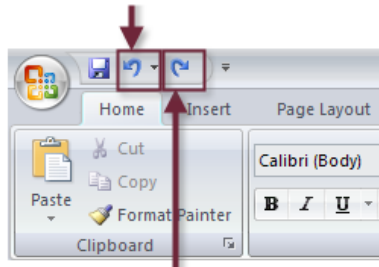 Home Insert Page Layout
Cut
Copy
Format Painter
Paste
Clipboard
Calibri (Body)
B I U